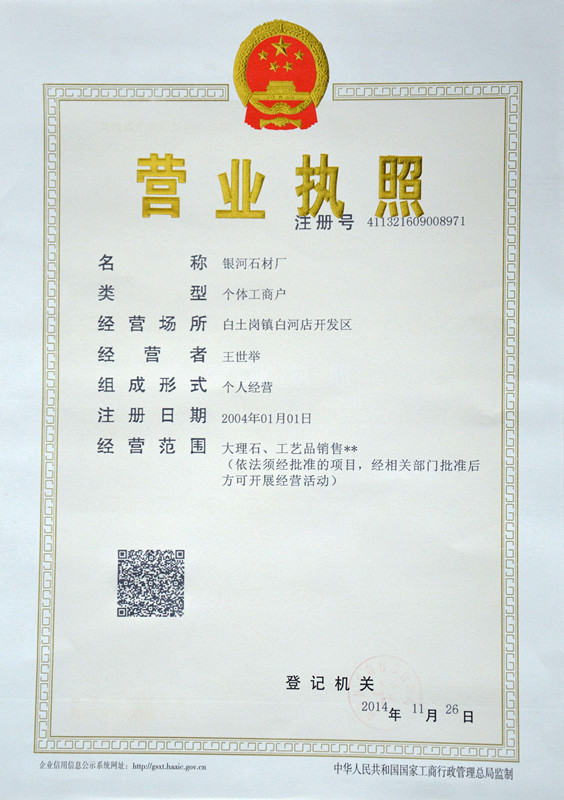 营业执照
注册号 411321609008971
名称 银河石材厂
类型 个体工商户
经营场所 白土岗镇白河店开发区
经营者 王世举
组成形式 个人经营
注册日期 2004年01月01日
经营范围 大理石、工艺品销售**
（依法须经批准的项目，经相关部门批准后
方可开展经营活动）
登记机关
2014年 11月 26日
企业信用信息公示系统网址：http://gsxt.haaic.gov.cn
中华人民共和国国家工商行政管理总局监制